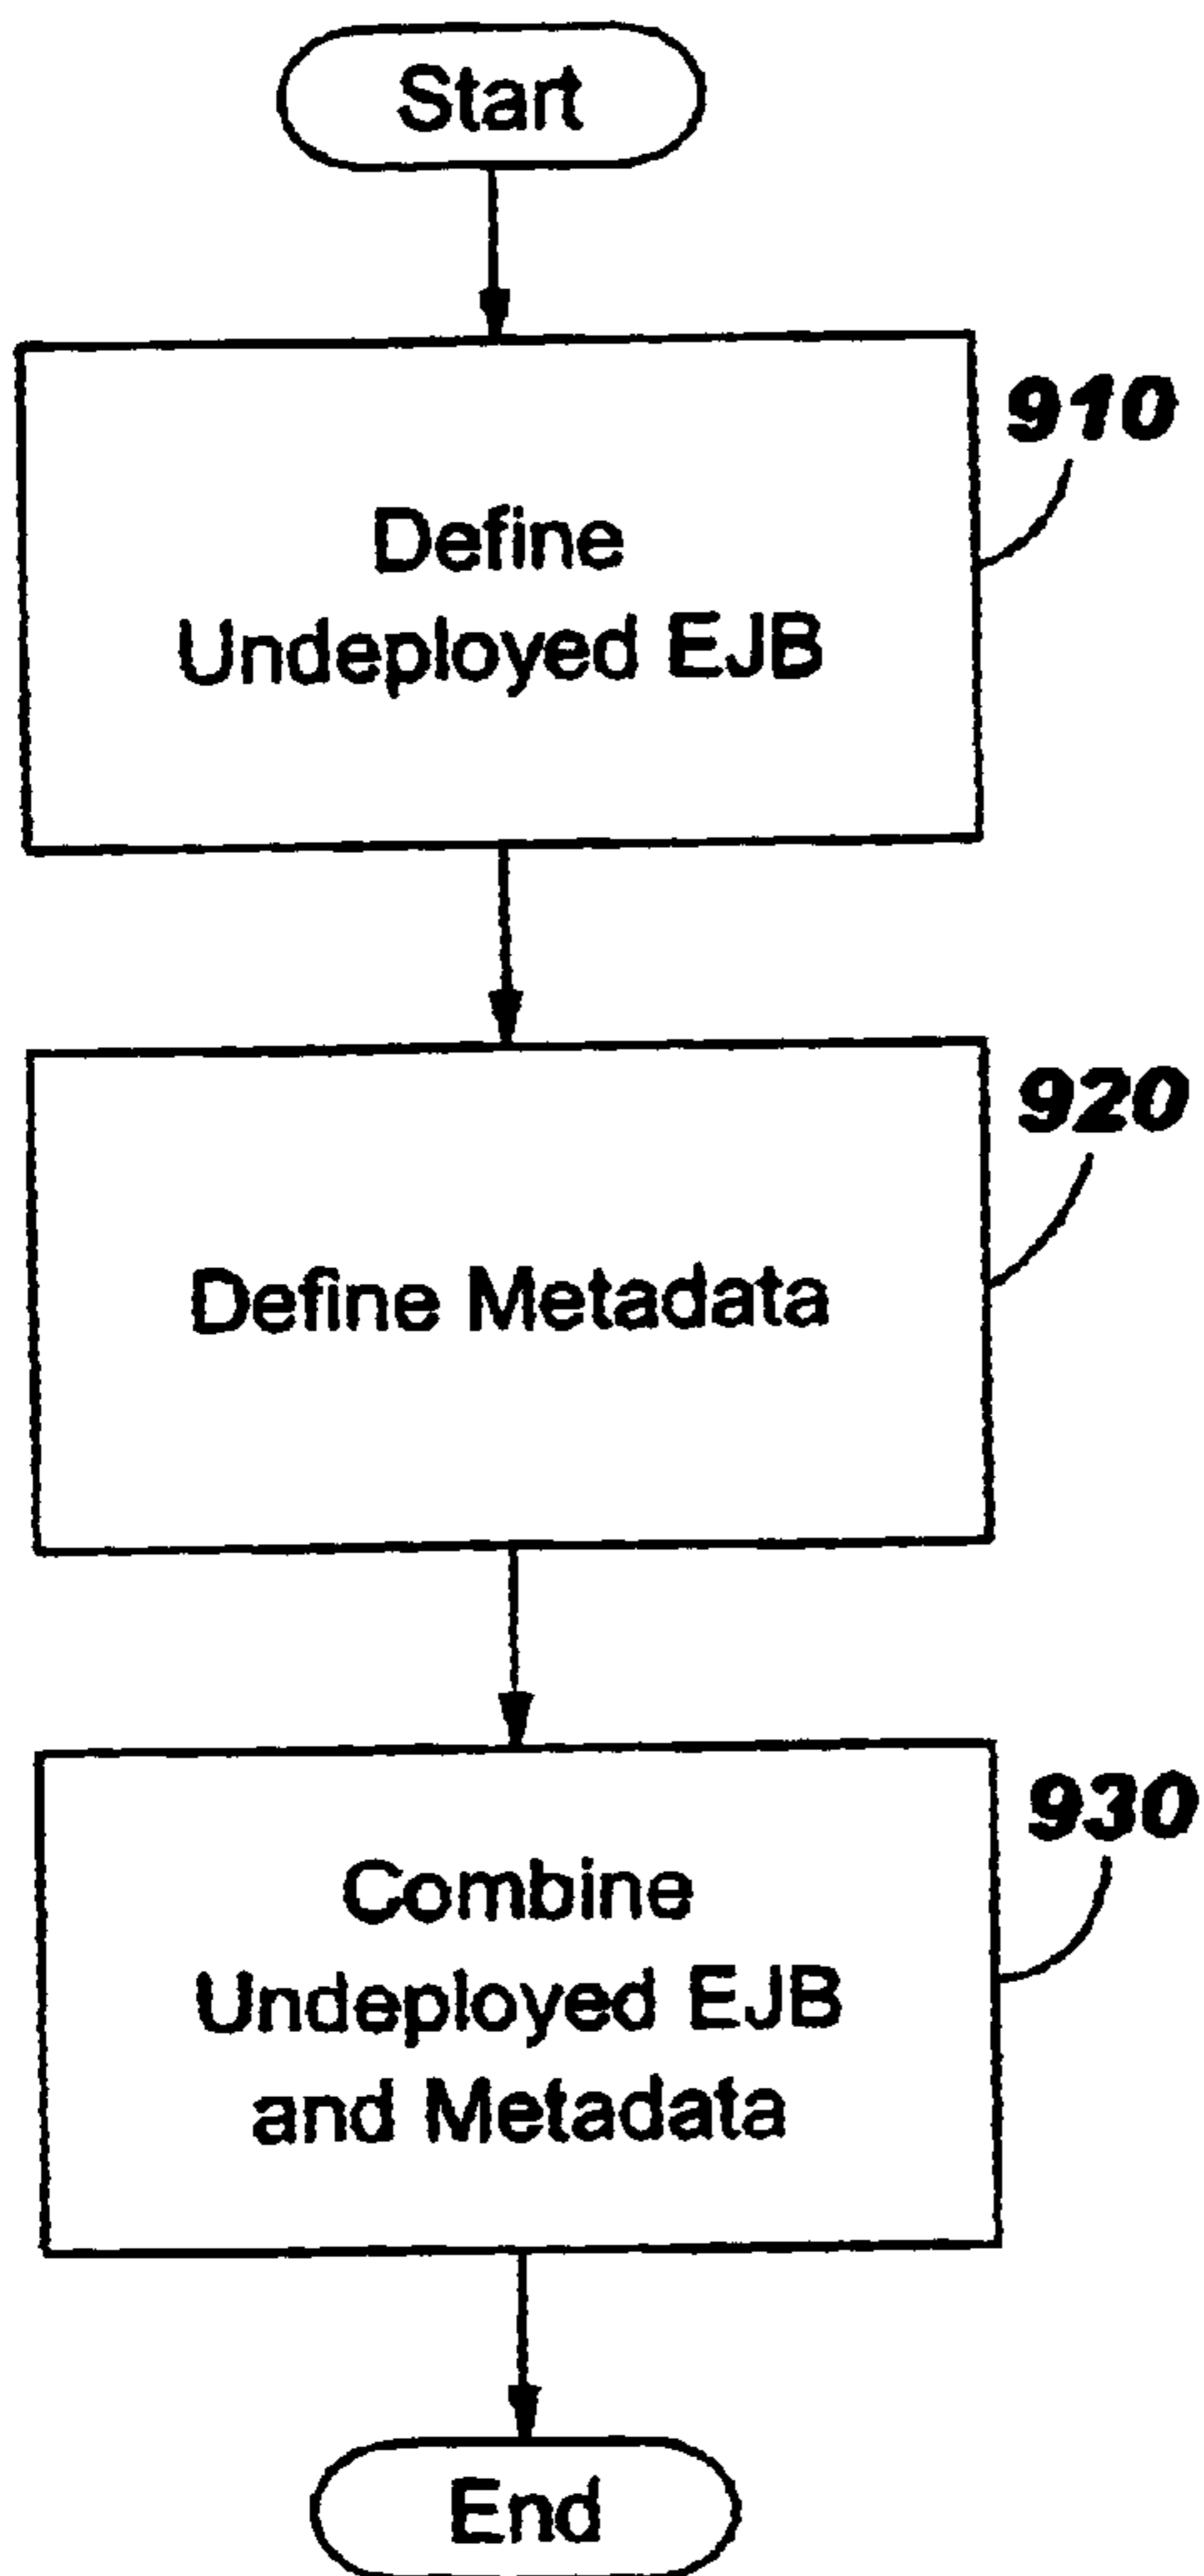 Start
910
Define
Undeployed EJB
920
Define Metadata
930
Combine
Undeployed EJB
and Metadata
End